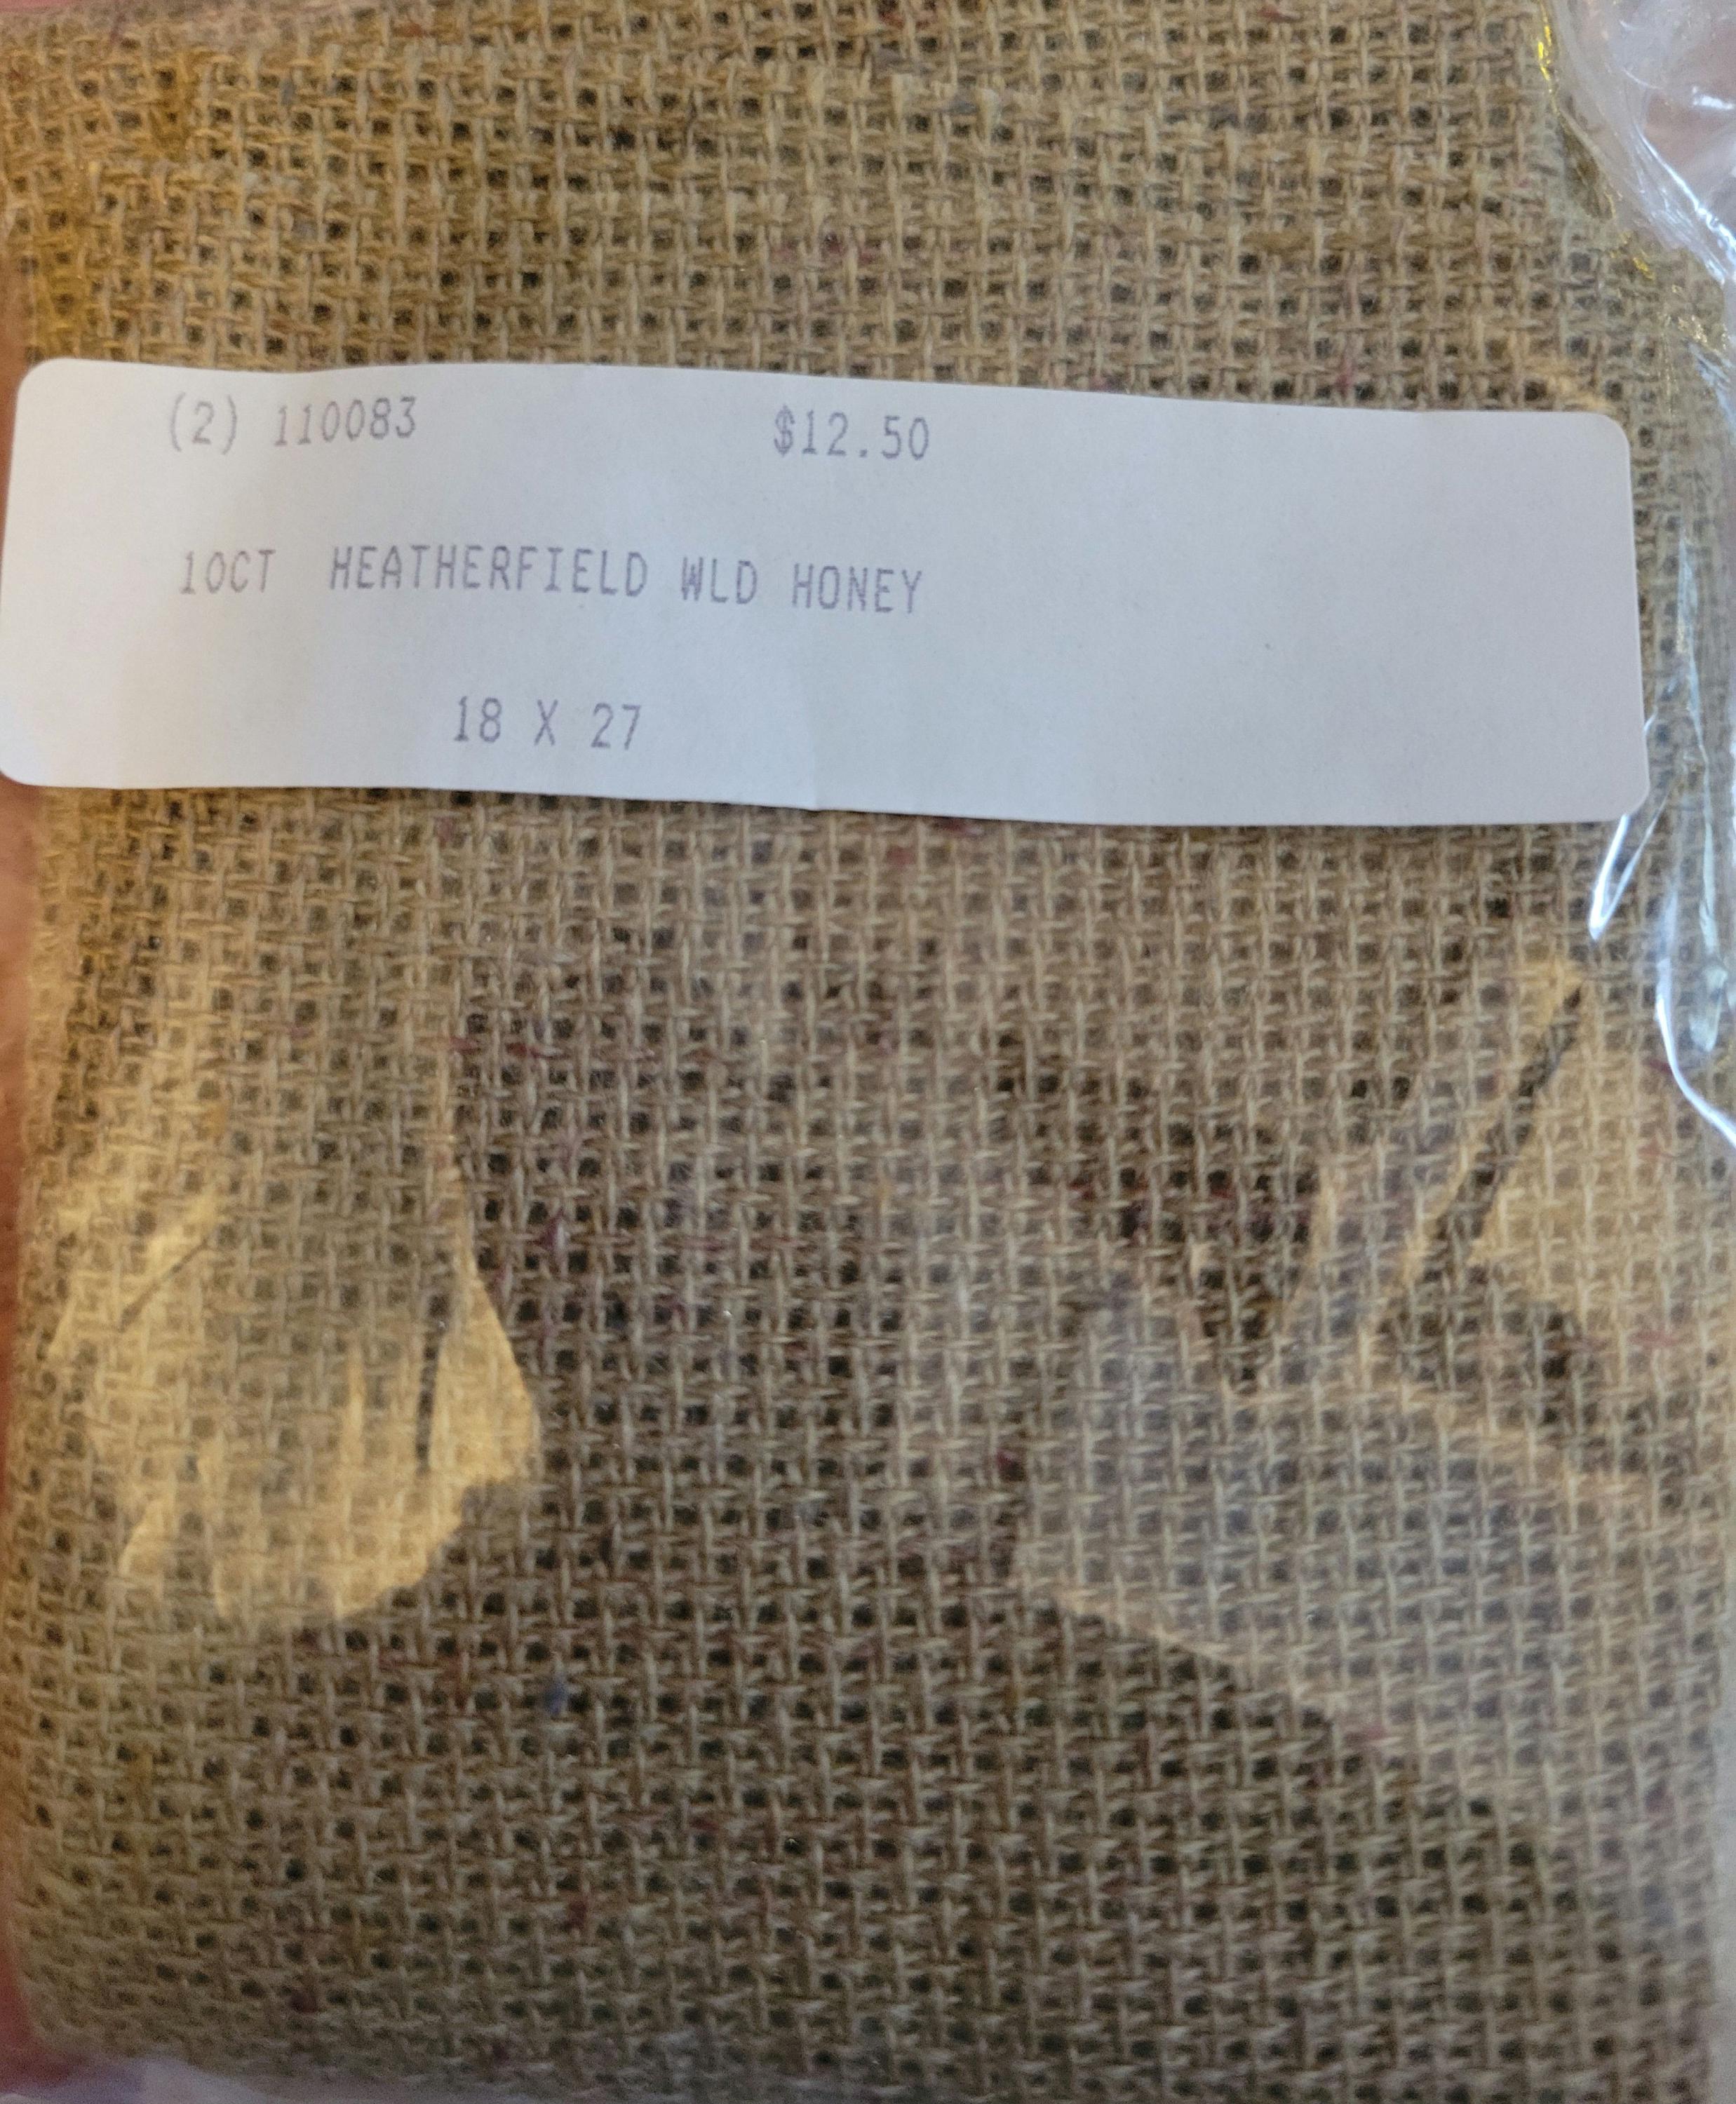 (2) 110083 $12.50
10CT HEATHERFIELD WLD HONEY
18 X 27